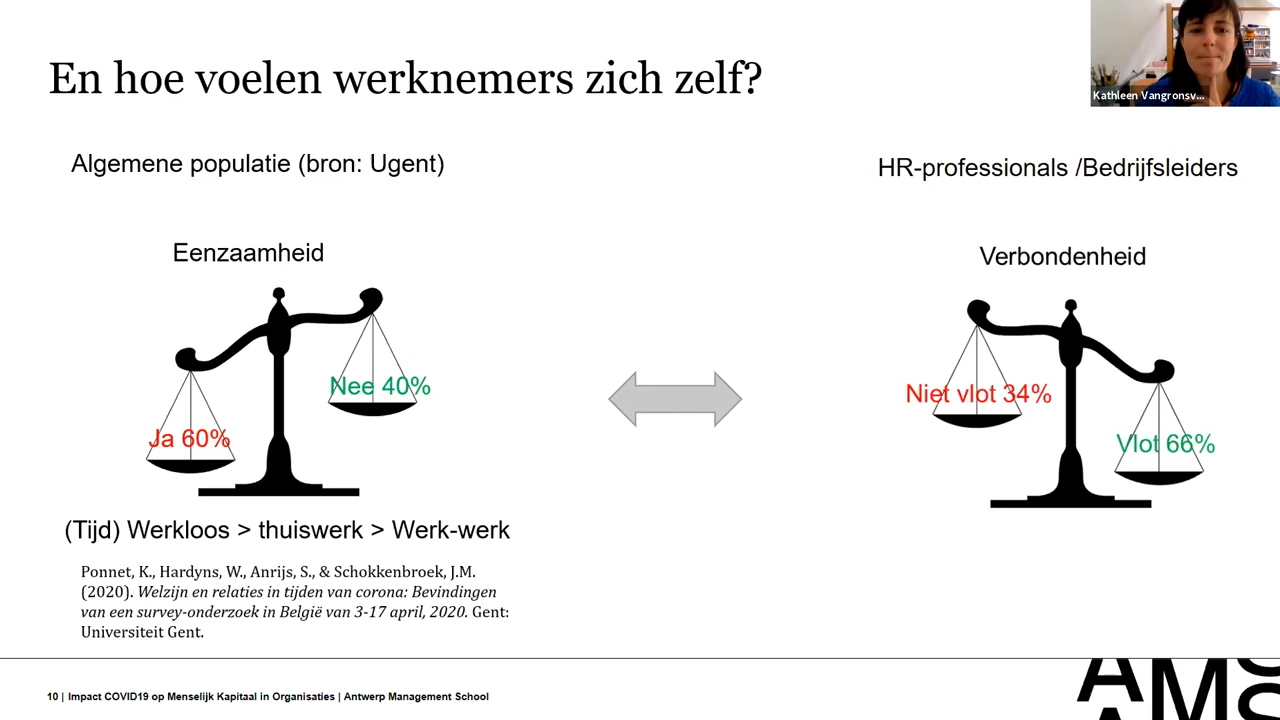 En hoe voelen werknemers zich zelf?
Kathleen Vangronsv...
Algemene populatie (bron: Ugent)
HR-professionals /Bedrijfsleiders
Eenzaamheid
Verbondenheid
Nee 40%
Ja 60%
Niet vlot 34%
Vlot 66%
(Tijd) Werkloos > thuiswerk > Werk-werk
Ponnet, K., Hardyns, W., Anrijs, S., & Schokkenbroek, J.M.
(2020). Welzijn en relaties in tijden van corona: Bevindingen
van een survey-onderzoek in België van 3-17 april, 2020. Gent:
Universiteit Gent.
10 | Impact COVID19 op Menselijk Kapitaal in Organisaties | Antwerp Management School
AMS